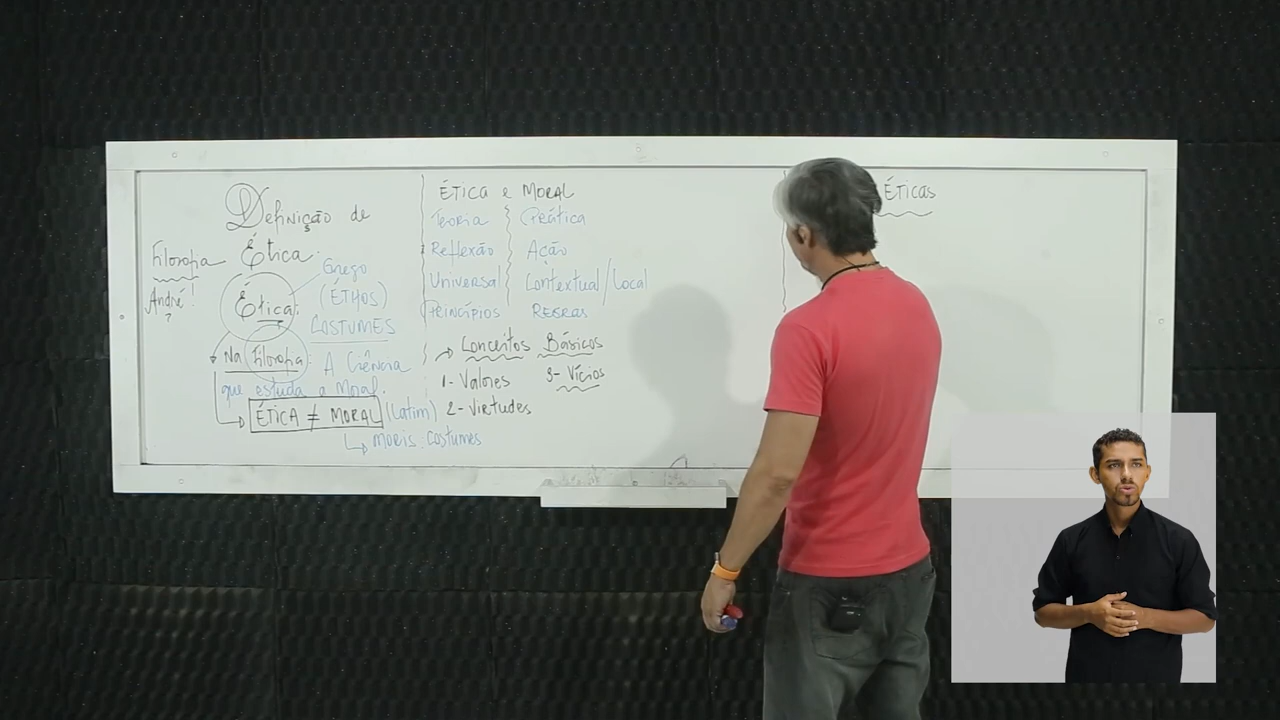 Definição de
Ética.
Filosofia
André!
?
Ética.
Grego
(ÉTHOS)
COSTUMES
Na Filosofia: A Ciência
que estuda a Moral.
ÉTICA ≠ MORAL (Latim)
Moris costumes
ÉTICA e MORAL
Teoria Prática
Reflexão Ação
Universal Contextual/Local
Princípios REGRAS
Conceitos Básicos
1- Valores 3- Vícios
2- Virtudes
ÉTICAS